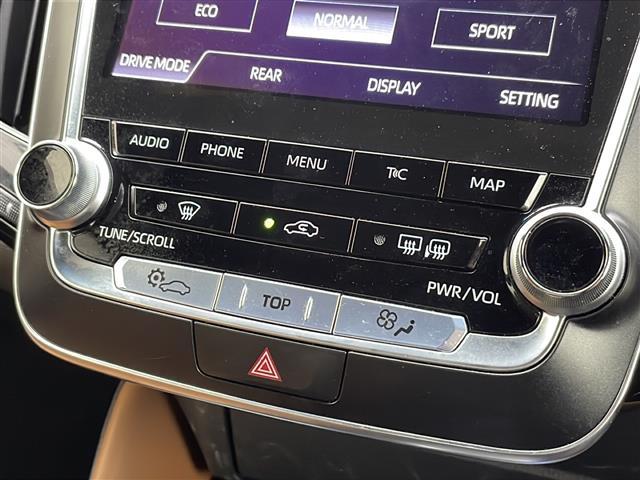 ECO NORMAL SPORT
DRIVE MODE REAR DISPLAY SETTING
AUDIO PHONE MENU TC MAP
TUNE/SCROLL
PWR/VOL
TOP